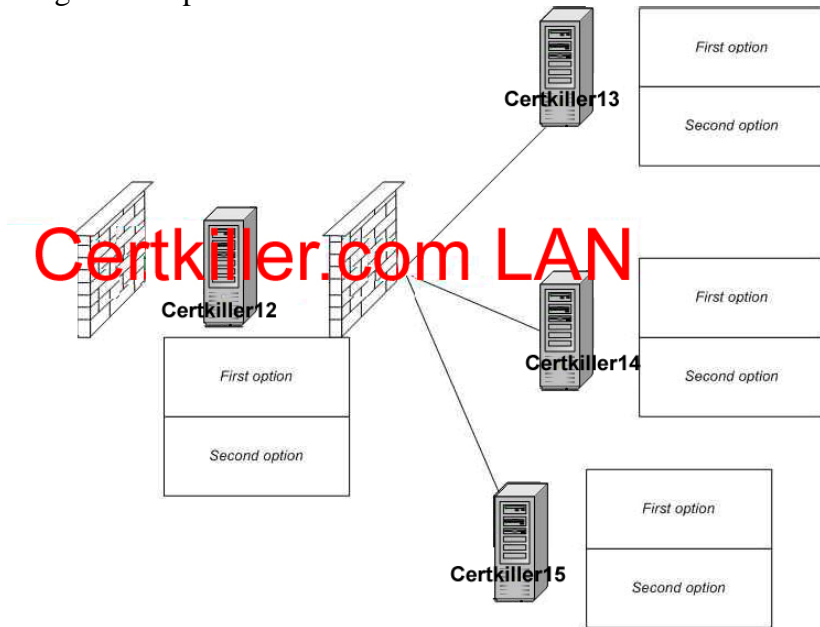 First option
Certkiller13
Second option
Certkiller.com LAN
Certkiller12
First option
Certkiller14
First option
Second option
Second option
First option
Certkiller15
Second option